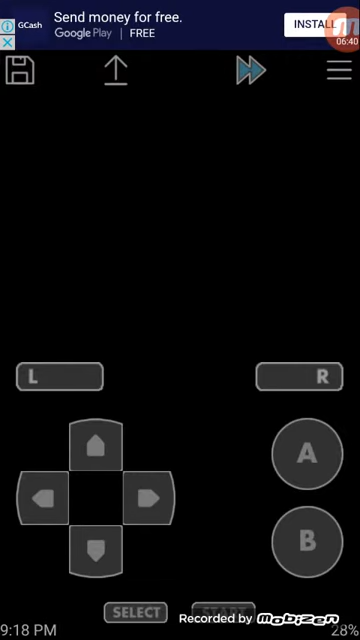 GCash
Send money for free.
Google Play | FREE
INSTALL
06:40
L
R
A
B
SELECT
START
Recorded by Mobizen
9:18 PM
28%